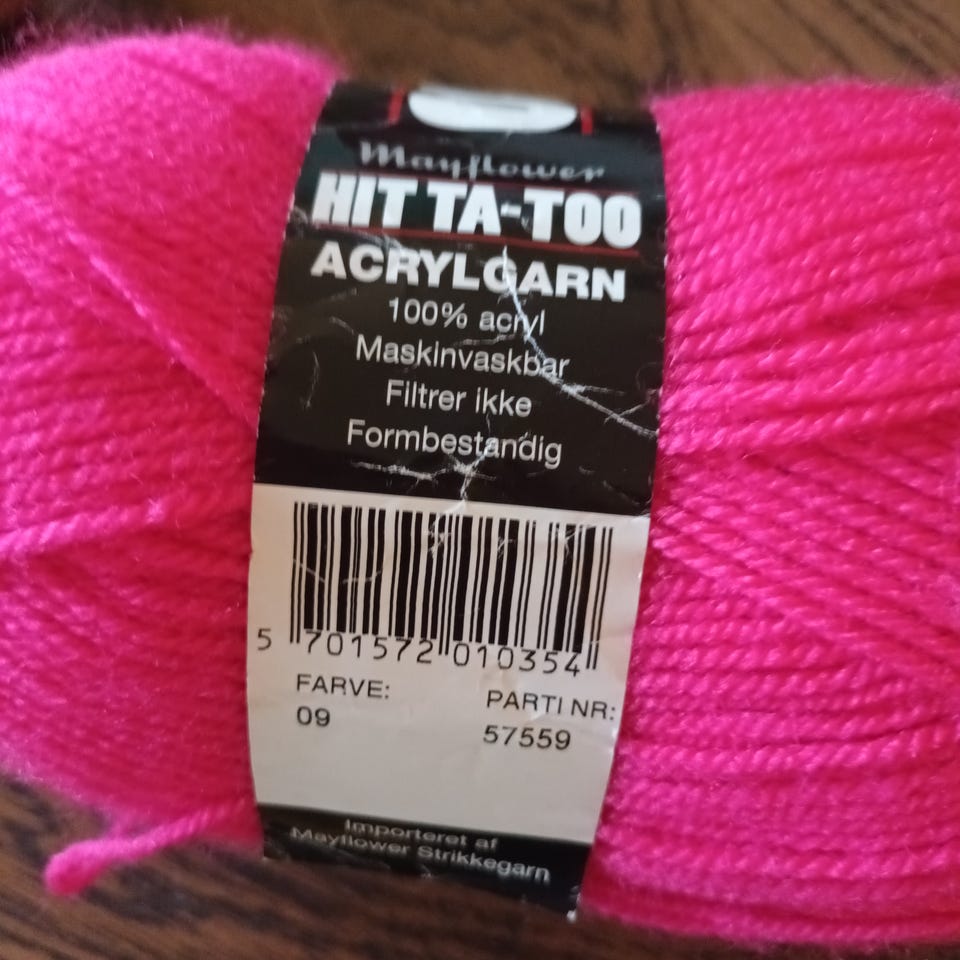 Mayflower
HIT TA-TOO
ACRYLGARN
100% acryl
Maskinvaskbar
Filtrer ikke
Formbestandig
5 701572 010354
FARVE:
09
PARTI NR:
57559
Importeret af
Mayflower Strikkegarn